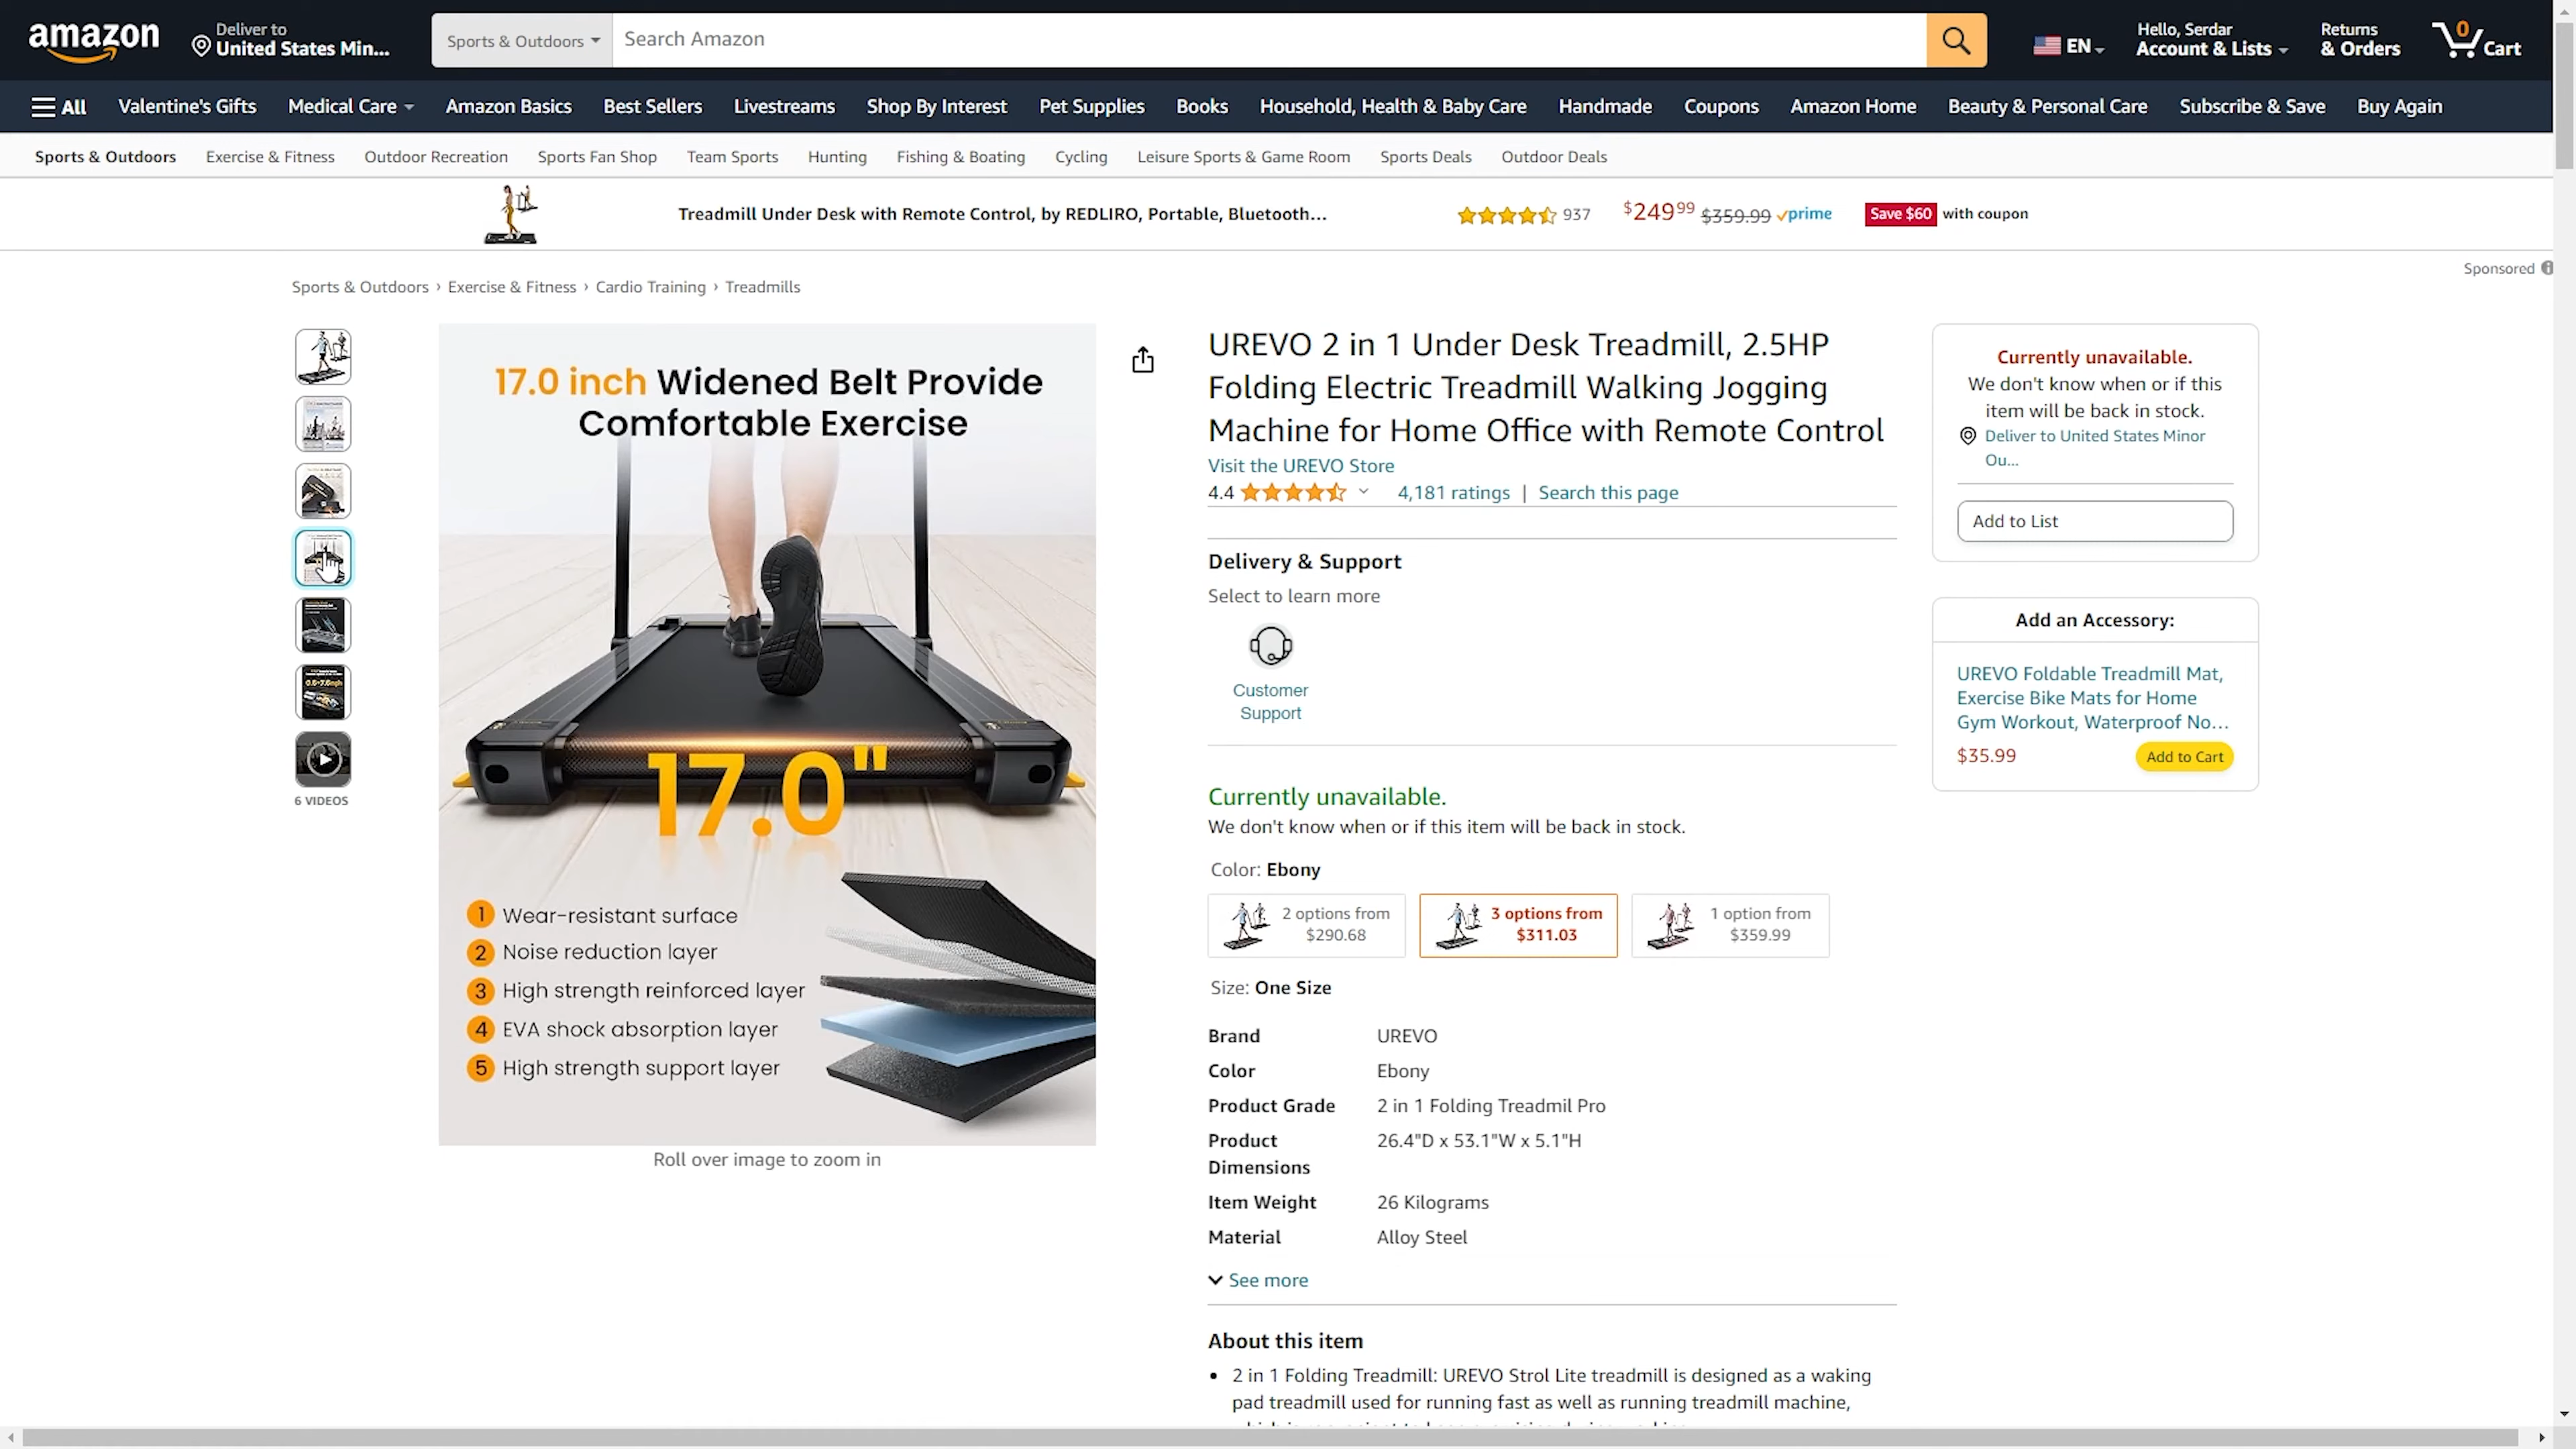 amazon
Deliver to
United States Min...
Sports & Outdoors
Search Amazon
EN
Hello, Serdar
Account & Lists
Returns
& Orders
0
Cart
All
Valentine's Gifts
Medical Care
Amazon Basics
Best Sellers
Livestreams
Shop By Interest
Pet Supplies
Books
Household, Health & Baby Care
Handmade
Coupons
Amazon Home
Beauty & Personal Care
Subscribe & Save
Buy Again
Sports & Outdoors
Exercise & Fitness
Outdoor Recreation
Sports Fan Shop
Team Sports
Hunting
Fishing & Boating
Cycling
Leisure Sports & Game Room
Sports Deals
Outdoor Deals
Treadmill Under Desk with Remote Control, by REDLIRO, Portable, Bluetooth...
937
$249.99 $359.99 prime
Save $60 with coupon
Sponsored
Sports & Outdoors › Exercise & Fitness › Cardio Training › Treadmills
6 VIDEOS
17.0 inch Widened Belt Provide
Comfortable Exercise
17.0"
1 Wear-resistant surface
2 Noise reduction layer
3 High strength reinforced layer
4 EVA shock absorption layer
5 High strength support layer
Roll over image to zoom in
UREVO 2 in 1 Under Desk Treadmill, 2.5HP
Folding Electric Treadmill Walking Jogging
Machine for Home Office with Remote Control
Visit the UREVO Store
4.4
4,181 ratings | Search this page
Delivery & Support
Select to learn more
Customer
Support
Currently unavailable.
We don't know when or if this item will be back in stock.
Color: Ebony
2 options from
$290.68
3 options from
$311.03
1 option from
$359.99
Size: One Size
Brand UREVO
Color Ebony
Product Grade 2 in 1 Folding Treadmil Pro
Product 26.4"D x 53.1"W x 5.1"H
Dimensions
Item Weight 26 Kilograms
Material Alloy Steel
See more
About this item
• 2 in 1 Folding Treadmill: UREVO Strol Lite treadmill is designed as a waking
pad treadmill used for running fast as well as running treadmill machine,
Currently unavailable.
We don't know when or if this
item will be back in stock.
Deliver to United States Minor
Ou...
Add to List
Add an Accessory:
UREVO Foldable Treadmill Mat,
Exercise Bike Mats for Home
Gym Workout, Waterproof No...
$35.99
Add to Cart